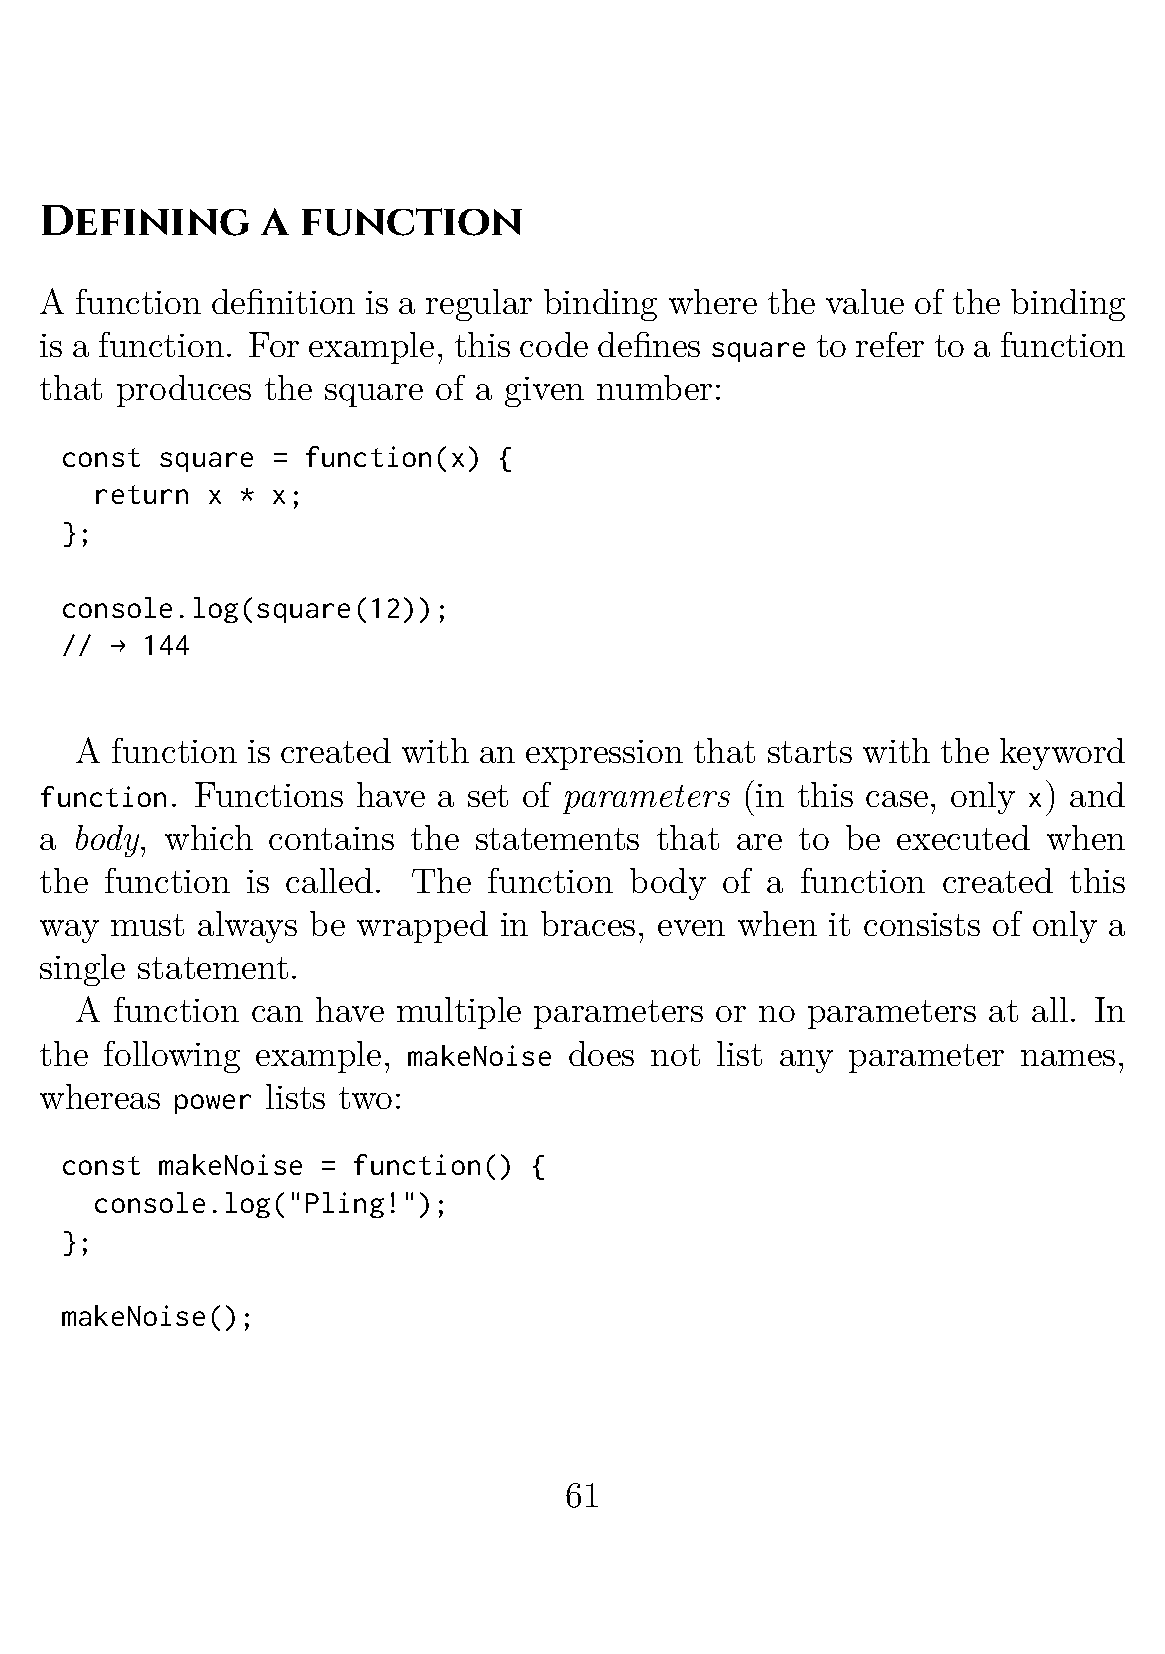 Defining a function
A function definition is a regular binding where the value of the binding
is a function. For example, this code defines square to refer to a function
that produces the square of a given number:
const square = function(x) {
  return x * x;
};
console.log(square(12));
// → 144
A function is created with an expression that starts with the keyword
function. Functions have a set of parameters (in this case, only x) and
a body, which contains the statements that are to be executed when
the function is called. The function body of a function created this
way must always be wrapped in braces, even when it consists of only a
single statement.
A function can have multiple parameters or no parameters at all. In
the following example, makeNoise does not list any parameter names,
whereas power lists two:
const makeNoise = function() {
  console.log("Pling!");
};
makeNoise();
61